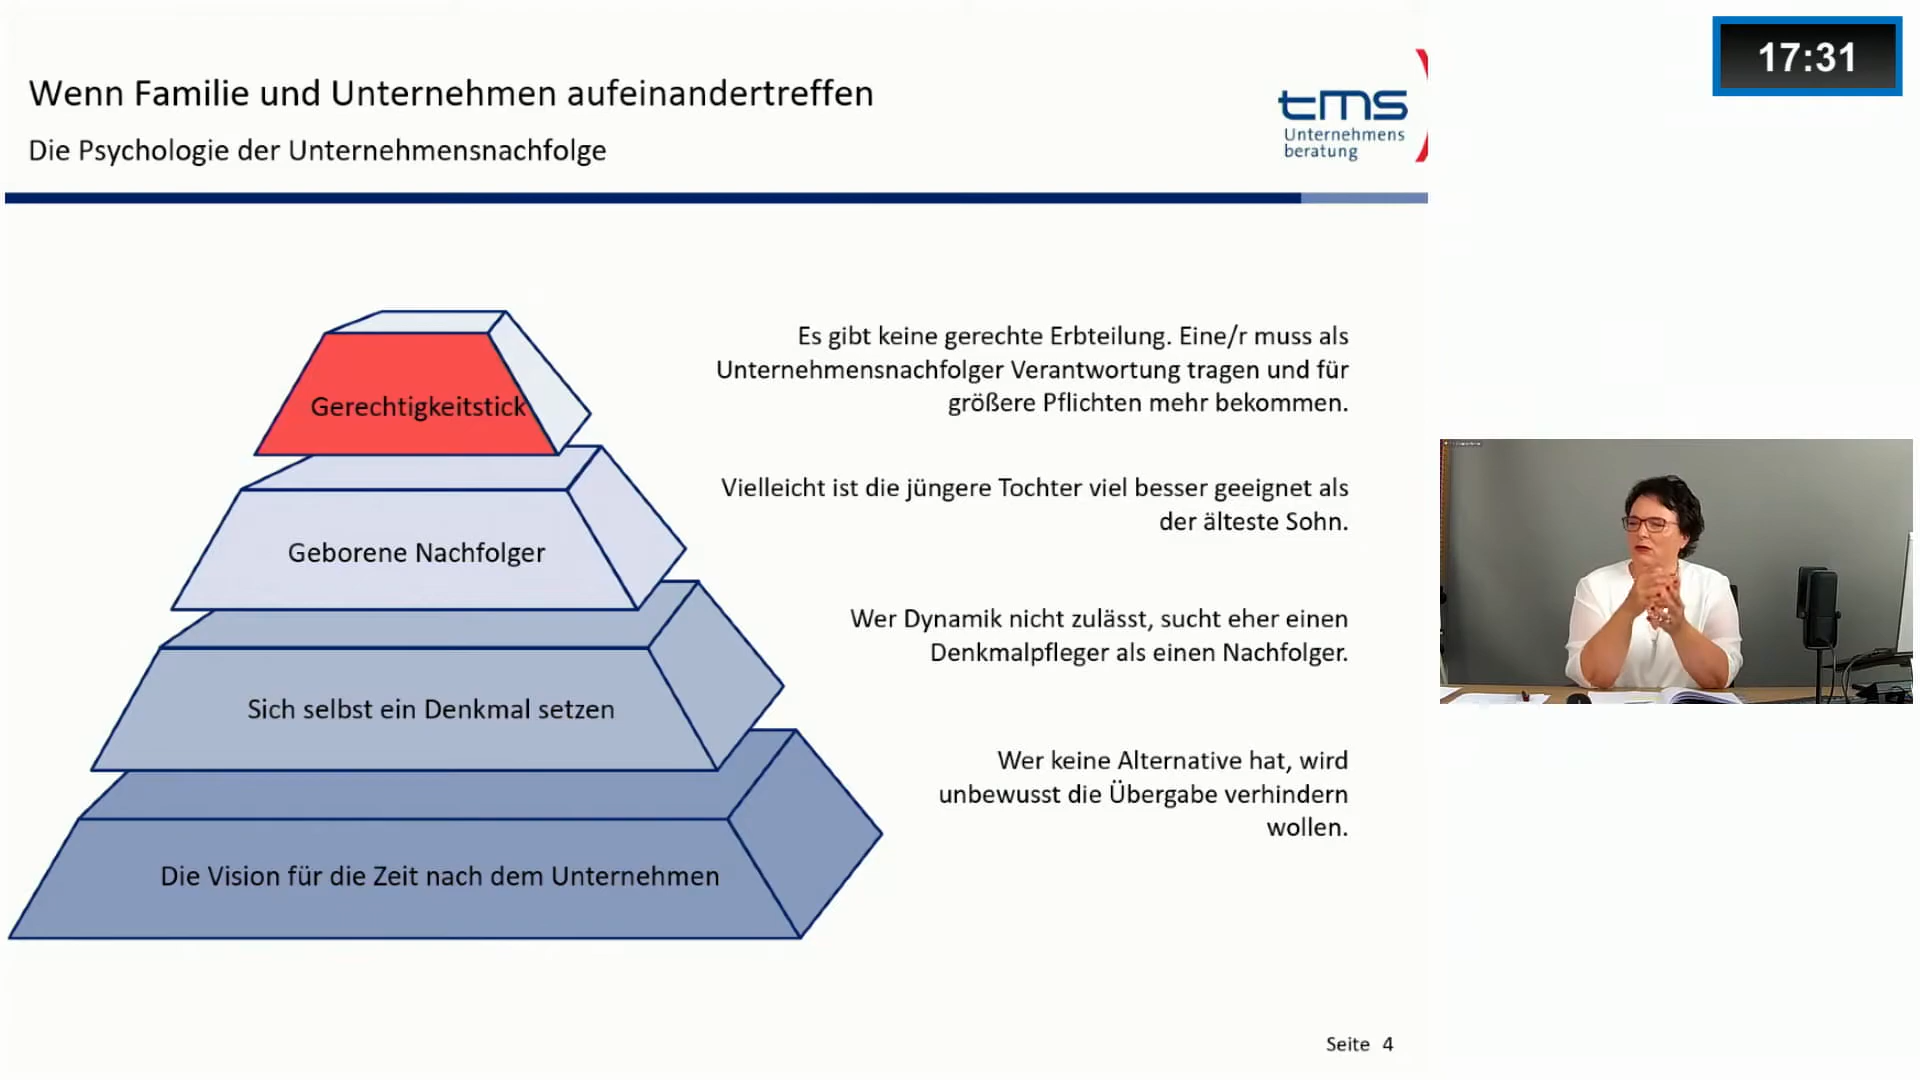 17:31
Wenn Familie und Unternehmen aufeinandertreffen
Die Psychologie der Unternehmensnachfolge
tms
Unternehmens
beratung
Gerechtigkeitstick
Es gibt keine gerechte Erbteilung. Eine/r muss als
Unternehmensnachfolger Verantwortung tragen und für
größere Pflichten mehr bekommen.
Geborene Nachfolger
Vielleicht ist die jüngere Tochter viel besser geeignet als
der älteste Sohn.
Sich selbst ein Denkmal setzen
Wer Dynamik nicht zulässt, sucht eher einen
Denkmalpfleger als einen Nachfolger.
Die Vision für die Zeit nach dem Unternehmen
Wer keine Alternative hat, wird
unbewusst die Übergabe verhindern
wollen.
Seite 4